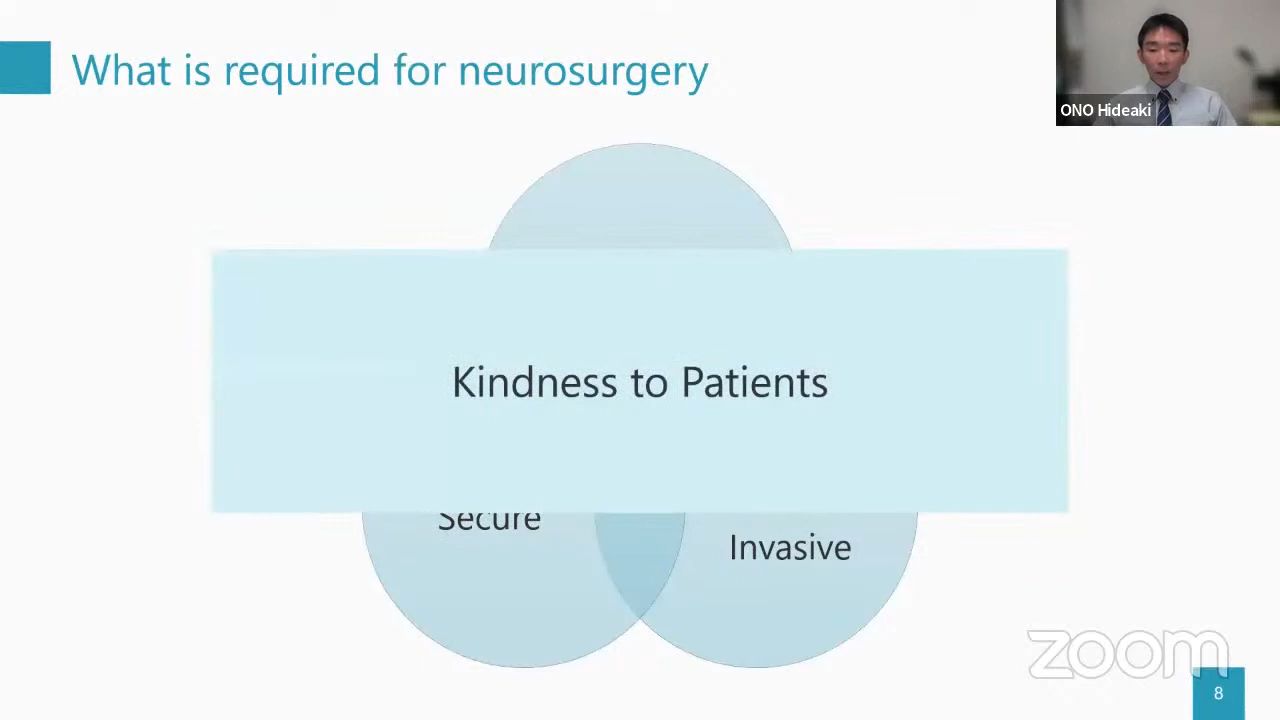 What is required for neurosurgery
ONO Hideaki
Kindness to Patients
Secure
Invasive
zoom
8